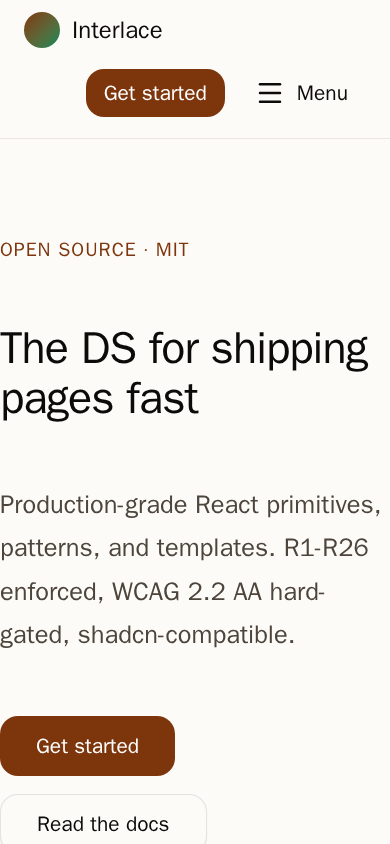 Interlace
Get started
Menu
OPEN SOURCE · MIT
The DS for shipping
pages fast
Production-grade React primitives,
patterns, and templates. R1-R26
enforced, WCAG 2.2 AA hard-
gated, shadcn-compatible.
Get started
Read the docs